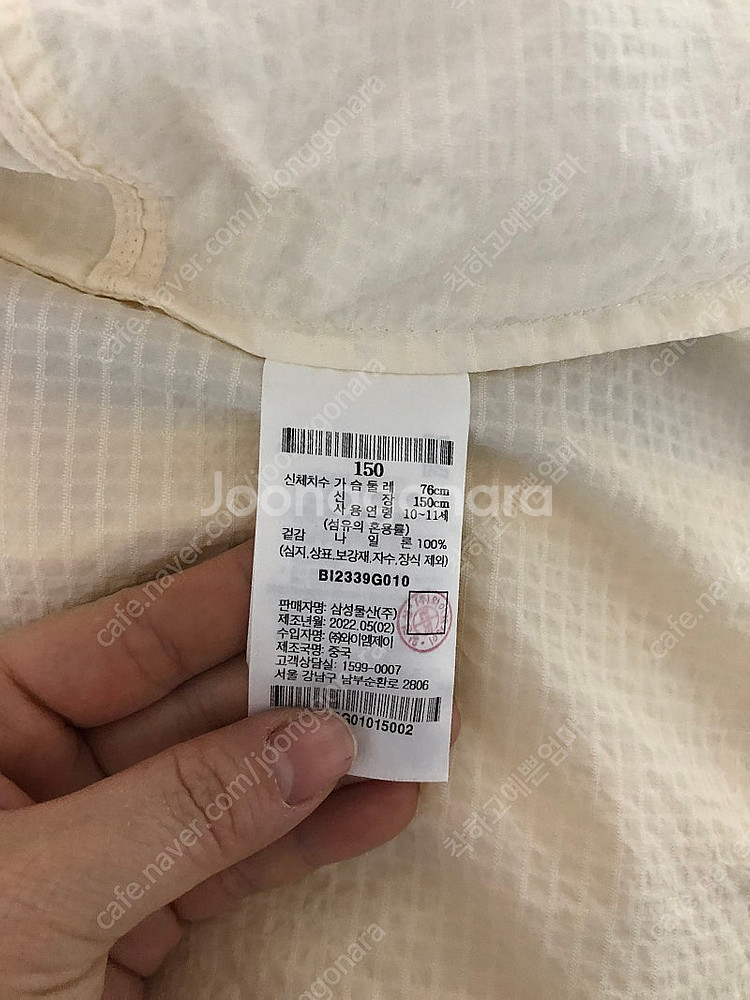 150
신체치수 가 슴 둘 레 76cm
신 장 150cm
사 용 연 령 10~11세
(섬유의 혼용률)
겉감 나 일 론 100%
(심지,상표,보강재,자수,장식 제외)
BI2339G010
판매자명: 삼성물산(주)
제조년월: 2022.05(02)
수입자명: ㈜와이엠제이
제조국명: 중국
고객상담실: 1599-0007
서울 강남구 남부순환로 2806
G01015002
Joonggonara
cafe.naver.com/joonggonara
착하고예쁜엄마